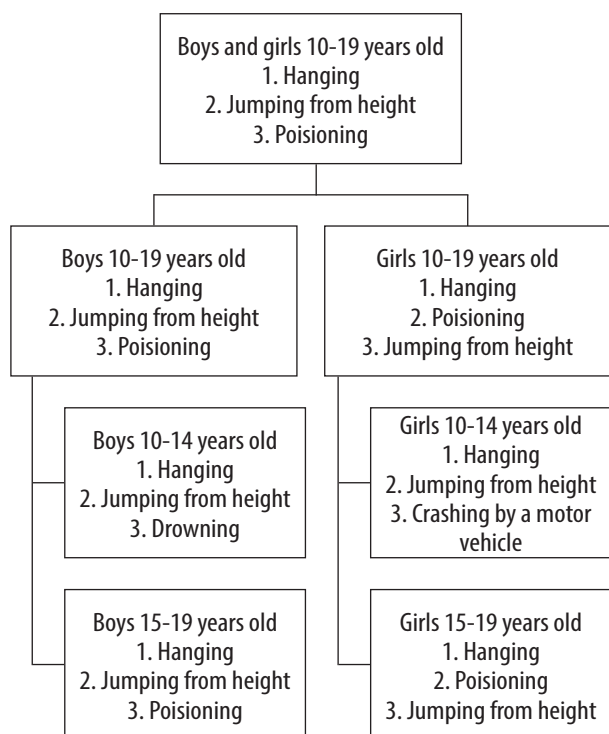 Boys and girls 10-19 years old
1. Hanging
2. Jumping from height
3. Poisioning
Boys 10-19 years old
1. Hanging
2. Jumping from height
3. Poisioning
Girls 10-19 years old
1. Hanging
2. Poisioning
3. Jumping from height
Boys 10-14 years old
1. Hanging
2. Jumping from height
3. Drowning
Girls 10-14 years old
1. Hanging
2. Jumping from height
3. Crashing by a motor
vehicle
Boys 15-19 years old
1. Hanging
2. Jumping from height
3. Poisioning
Girls 15-19 years old
1. Hanging
2. Poisioning
3. Jumping from height